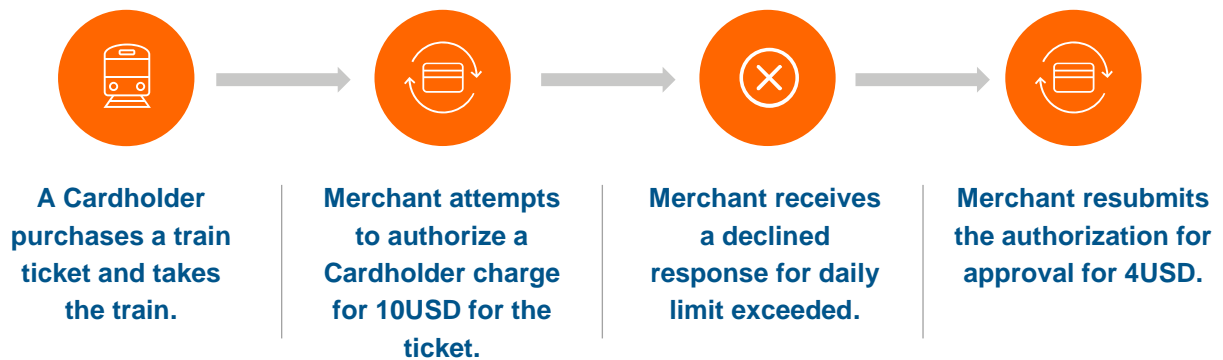 A Cardholder
purchases a train
ticket and takes
the train.
Merchant attempts
to authorize a
Cardholder charge
for 10USD for the
ticket.
Merchant receives
a declined
response for daily
limit exceeded.
Merchant resubmits
the authorization for
approval for 4USD.